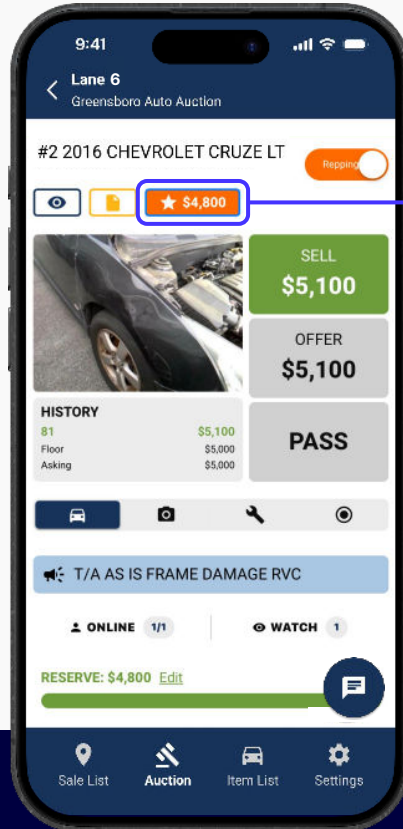 9:41
Lane 6
Greensboro Auto Auction
#2 2016 CHEVROLET CRUZE LT
Repping
$4,800
SELL
$5,100
OFFER
$5,100
HISTORY
81 $5,100
Floor $5,000
Asking $5,000
PASS
T/A AS IS FRAME DAMAGE RVC
ONLINE 1/1 WATCH 1
RESERVE: $4,800 Edit
Sale List Auction Item List Settings